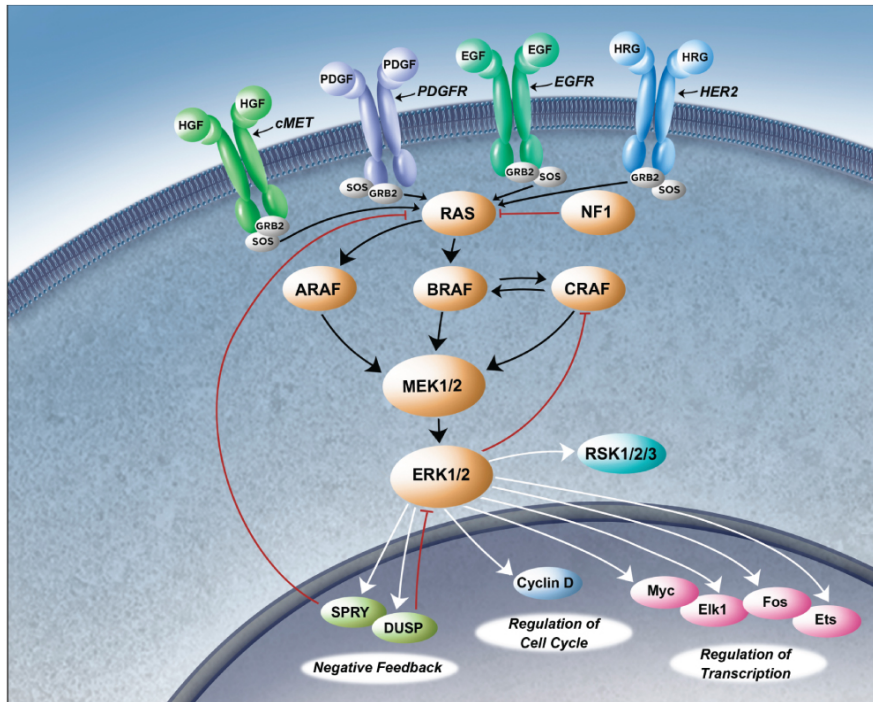 HGF
HGF
cMET
PDGF
PDGF
PDGFR
EGF
EGF
EGFR
HRG
HRG
HER2
GRB2
SOS
SOS
GRB2
GRB2
SOS
GRB2
SOS
RAS
NF1
ARAF
BRAF
CRAF
MEK1/2
ERK1/2
RSK1/2/3
SPRY
DUSP
Cyclin D
Myc
Elk1
Fos
Ets
Negative Feedback
Regulation of
Cell Cycle
Regulation of
Transcription